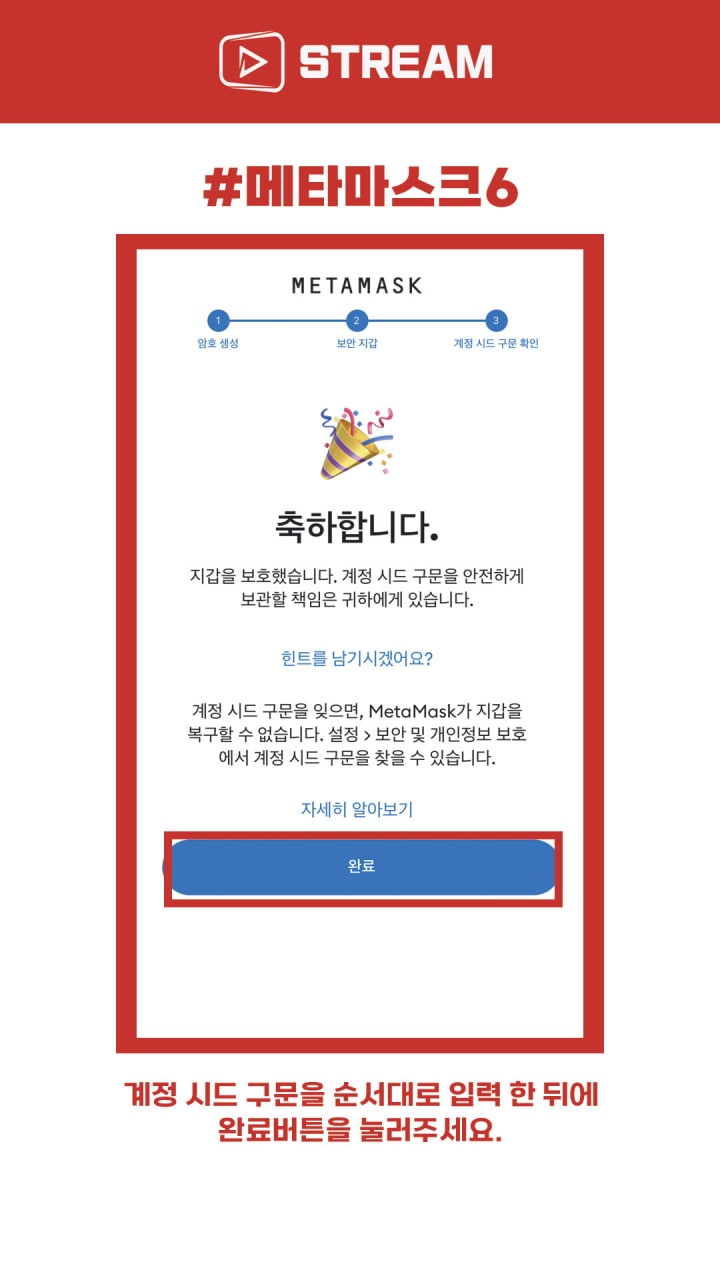 STREAM
#메타마스크6
METAMASK
1 2 3
암호 생성 보안 지갑 계정 시드 구문 확인
축하합니다.
지갑을 보호했습니다. 계정 시드 구문을 안전하게
보관할 책임은 귀하에게 있습니다.
힌트를 남기시겠어요?
계정 시드 구문을 잊으면, MetaMask가 지갑을
복구할 수 없습니다. 설정 > 보안 및 개인정보 보호
에서 계정 시드 구문을 찾을 수 있습니다.
자세히 알아보기
완료
계정 시드 구문을 순서대로 입력 한 뒤에
완료버튼을 눌러주세요.